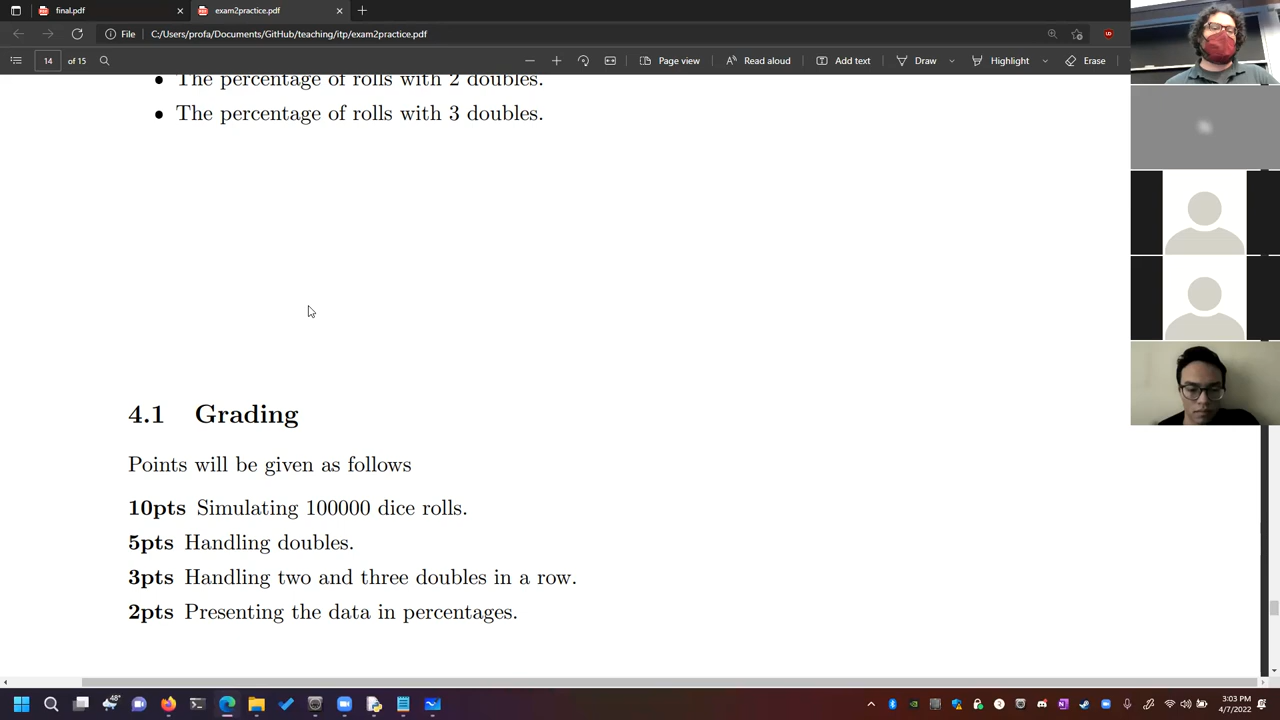 final.pdf
exam2practice.pdf
File
C:/Users/profa/Documents/GitHub/teaching/itp/exam2practice.pdf
14 of 15
Page view
Read aloud
Add text
Draw
Highlight
Erase
The percentage of rolls with 2 doubles.
The percentage of rolls with 3 doubles.
4.1 Grading
Points will be given as follows
10pts Simulating 100000 dice rolls.
5pts Handling doubles.
3pts Handling two and three doubles in a row.
2pts Presenting the data in percentages.
48°
3:03 PM
4/7/2022